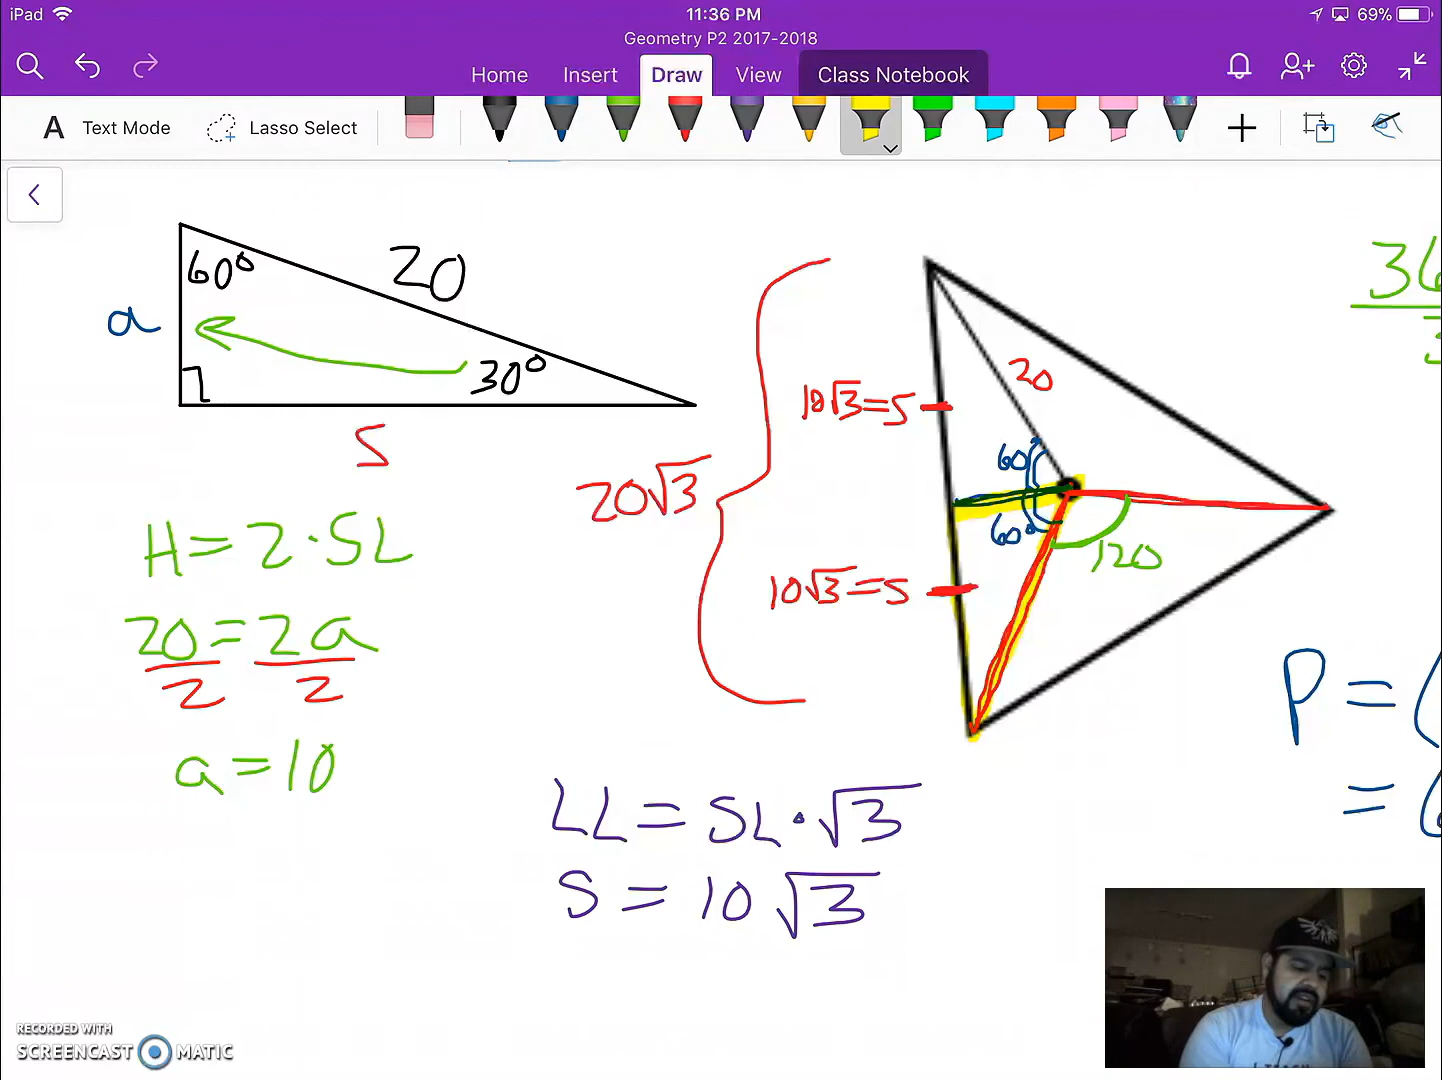 iPad 11:36 PM 69%
Geometry P2 2017-2018
Home Insert Draw View Class Notebook
A Text Mode Lasso Select
60° 20
a 30°
S
H = 2·SL
20 = 2a
2 2
a = 10
20
10√3 = S
60
20√3
60°
120
10√3 = S
LL = SL·√3
S = 10√3
36
3
P = (
=
RECORDED WITH
SCREENCAST MATIC